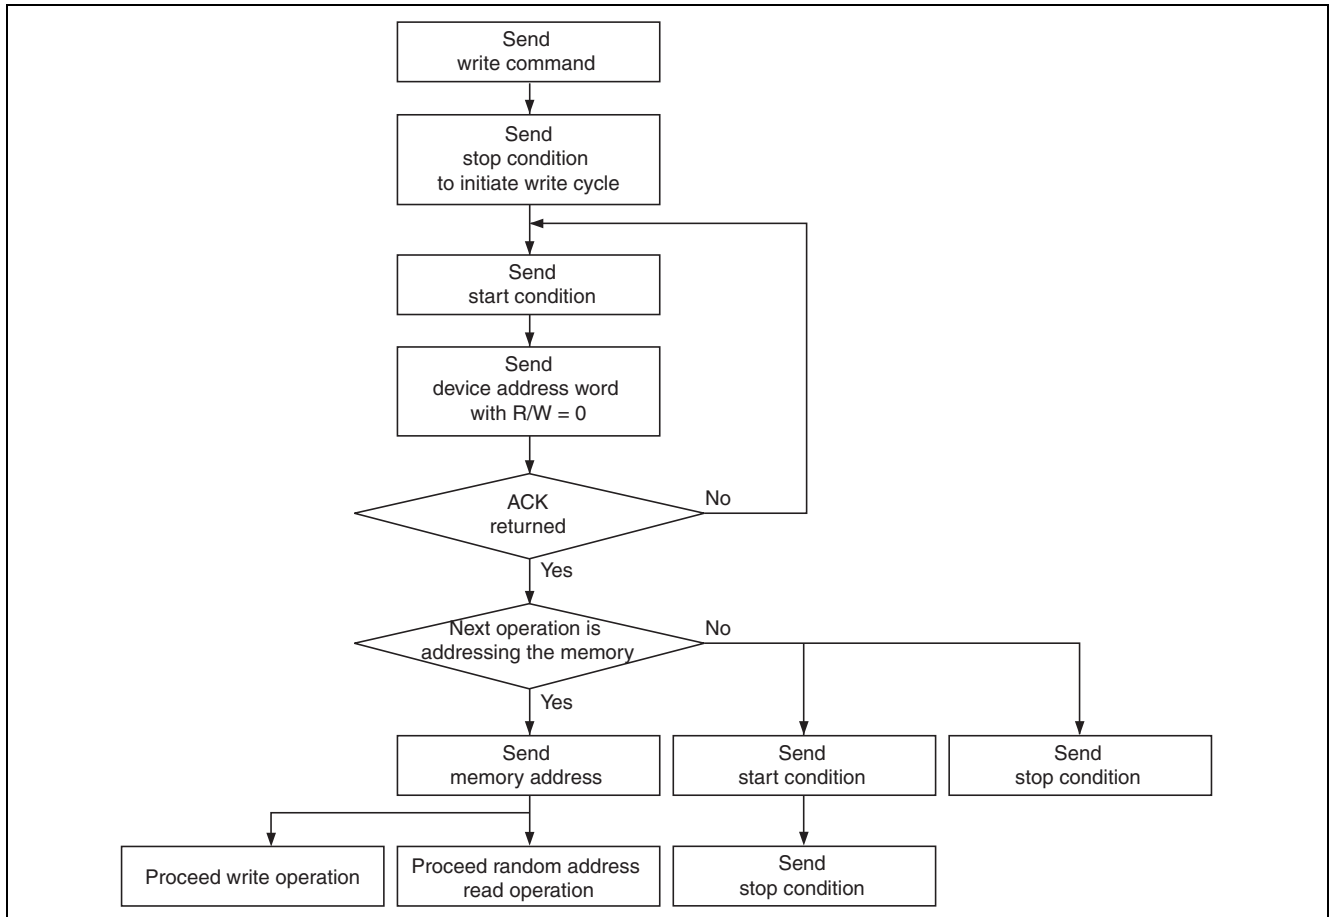 Send
write command
Send
stop condition
to initiate write cycle
Send
start condition
Send
device address word
with R/W = 0
ACK
returned
No
Yes
Next operation is
addressing the memory
No
Yes
Send
memory address
Send
start condition
Send
stop condition
Proceed write operation
Proceed random address
read operation
Send
stop condition